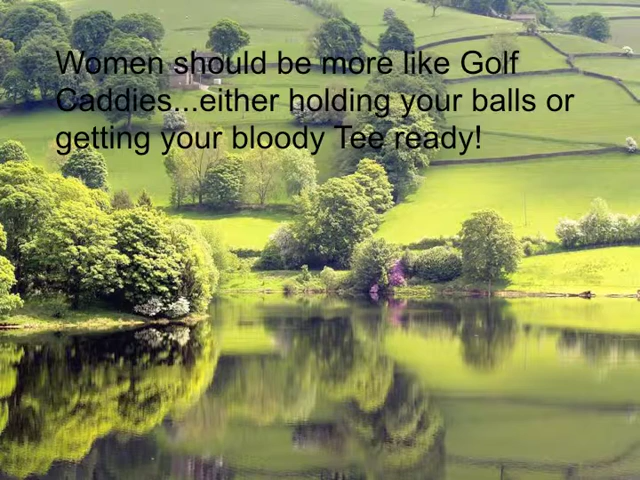 Women should be more like Golf
Caddies...either holding your balls or
getting your bloody Tee ready!